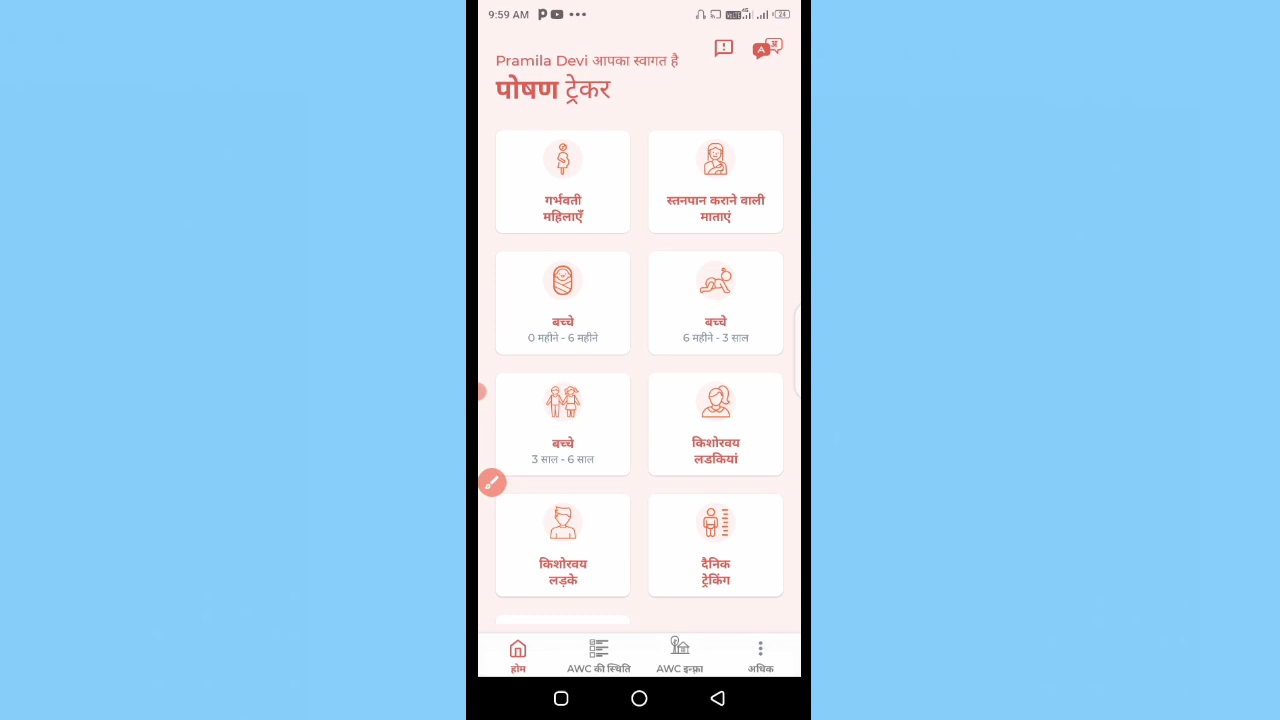 9:59 AM
24
Pramila Devi आपका स्वागत है
पोषण ट्रेकर
गर्भवती
महिलाएँ
स्तनपान कराने वाली
माताएं
बच्चे
0 महीने - 6 महीने
बच्चे
6 महीने - 3 साल
बच्चे
3 साल - 6 साल
किशोरवय
लडकियां
किशोरवय
लड़के
दैनिक
ट्रेकिंग
होम
AWC की स्थिति
AWC इन्फ्रा
अधिक